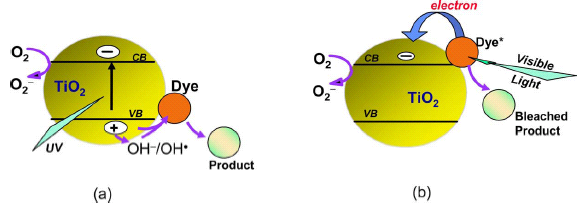 O₂
CB
O₂⁻
TiO₂
Dye
VB
UV
OH⁻/OH•
Product
(a)
electron
Dye*
O₂
CB
Visible
Light
O₂⁻
TiO₂
VB
Bleached
Product
(b)